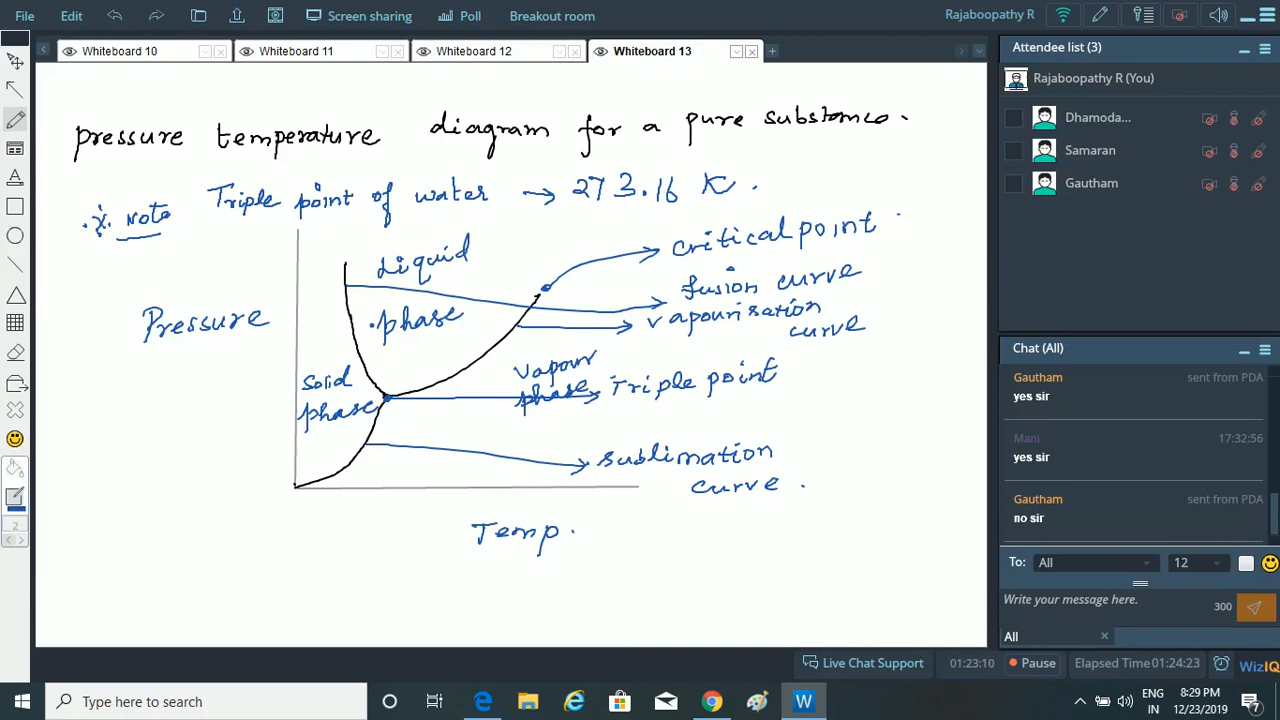 File Edit Screen sharing Poll Breakout room Rajaboopathy R
Whiteboard 10 Whiteboard 11 Whiteboard 12 Whiteboard 13
Attendee list (3)
Rajaboopathy R (You)
Dhamoda...
Samaran
Gautham
pressure temperature diagram for a pure substance.
Triple point of water → 273.16 K.
Note
Liquid
phase
critical point
fusion curve
vapourisation
curve
Pressure
Solid
phase
Vapour
phase
Triple point
sublimation
curve.
Temp.
Chat (All)
Gautham sent from PDA
yes sir
Mani 17:32:56
yes sir
Gautham sent from PDA
no sir
To: All 12
Write your message here. 300
All
Live Chat Support 01:23:10 Pause Elapsed Time 01:24:23 WizIQ
2
Type here to search
ENG 8:29 PM
IN 12/23/2019